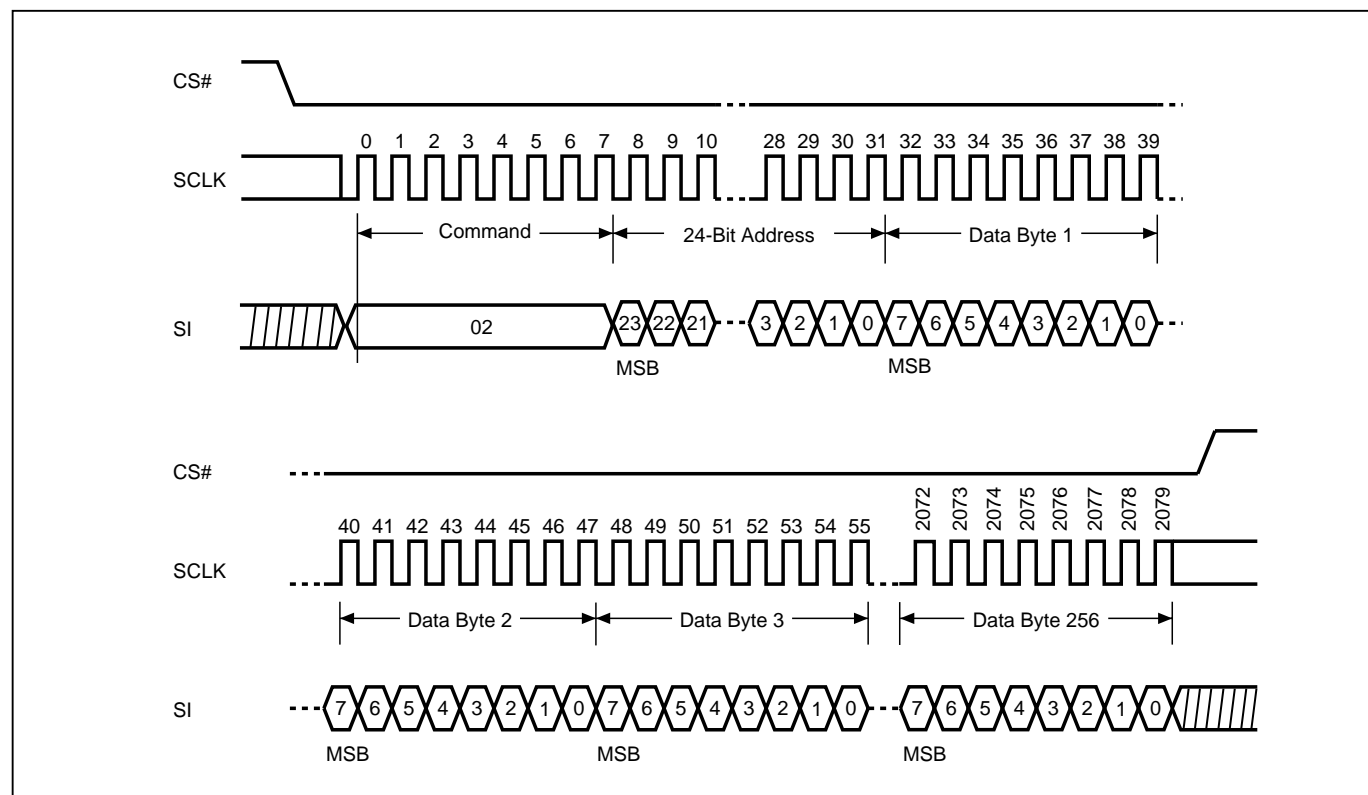 CS#
0 1 2 3 4 5 6 7 8 9 10 28 29 30 31 32 33 34 35 36 37 38 39
SCLK
Command 24-Bit Address Data Byte 1
SI 02 23 22 21 3 2 1 0 7 6 5 4 3 2 1 0
MSB MSB
CS#
40 41 42 43 44 45 46 47 48 49 50 51 52 53 54 55 2072 2073 2074 2075 2076 2077 2078 2079
SCLK
Data Byte 2 Data Byte 3 Data Byte 256
SI 7 6 5 4 3 2 1 0 7 6 5 4 3 2 1 0 7 6 5 4 3 2 1 0
MSB MSB MSB